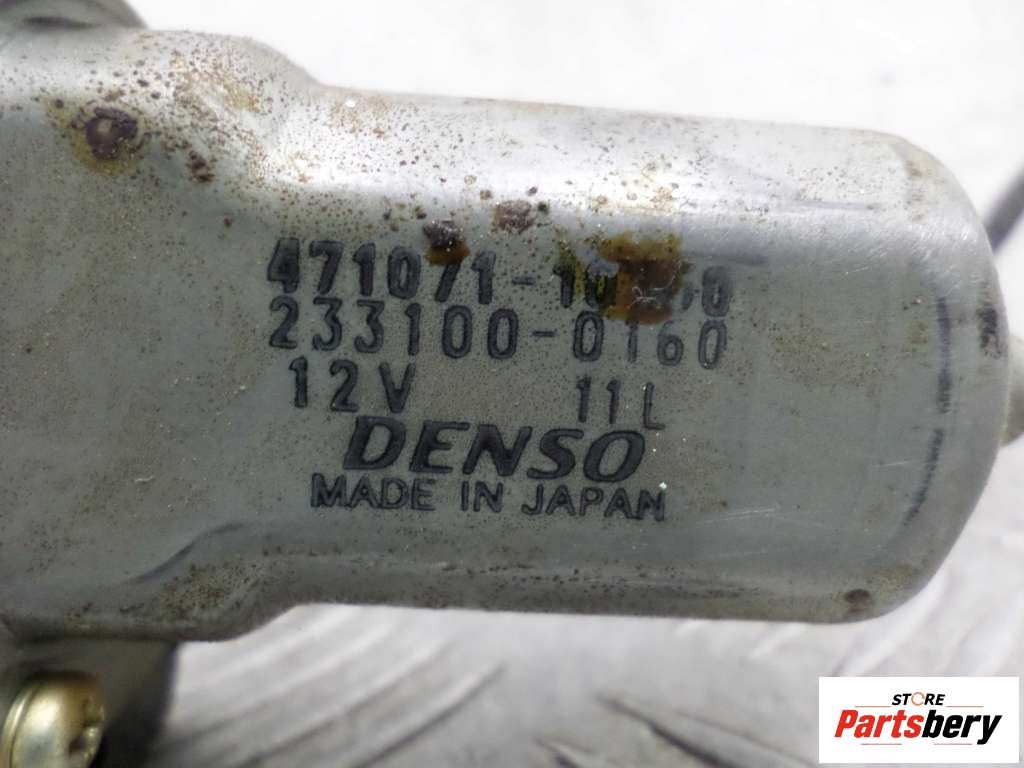 233100-0160
12V 11L
DENSO
MADE IN JAPAN
STORE
Partsbery